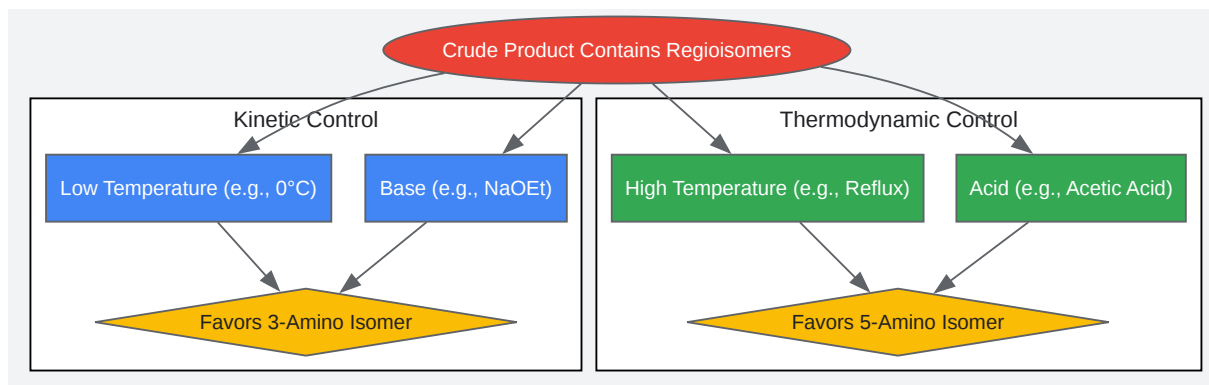 Crude Product Contains Regioisomers
Kinetic Control
Thermodynamic Control
Low Temperature (e.g., 0°C)
Base (e.g., NaOEt)
High Temperature (e.g., Reflux)
Acid (e.g., Acetic Acid)
Favors 3-Amino Isomer
Favors 5-Amino Isomer